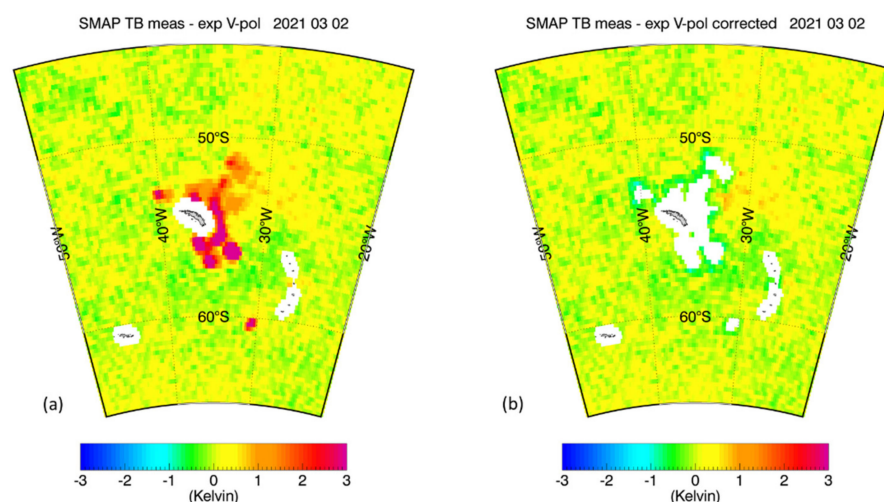 SMAP TB meas - exp V-pol 2021 03 02
50°S
40°W
30°W
50°W
20°W
60°S
(a)
-3 -2 -1 0 1 2 3
(Kelvin)
SMAP TB meas - exp V-pol corrected 2021 03 02
50°S
40°W
30°W
50°W
20°W
60°S
(b)
-3 -2 -1 0 1 2 3
(Kelvin)